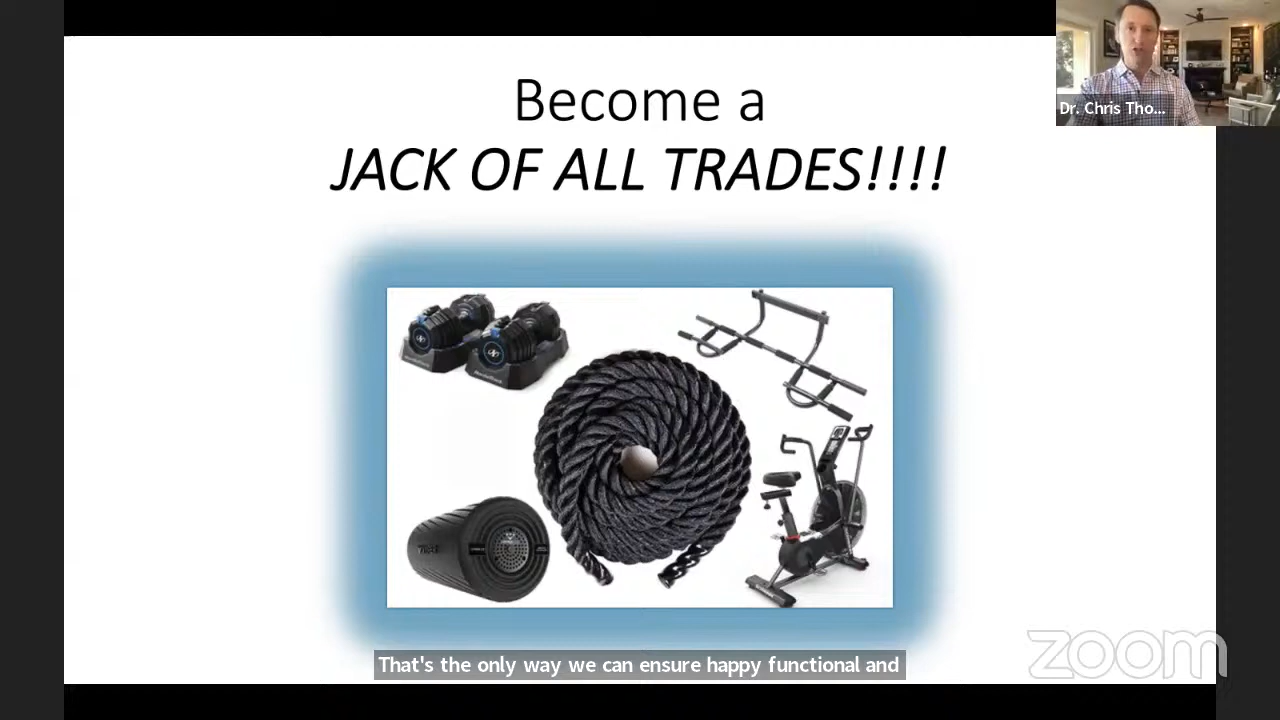 Become a
JACK OF ALL TRADES!!!!
Dr. Chris Tho...
That's the only way we can ensure happy functional and
zoom